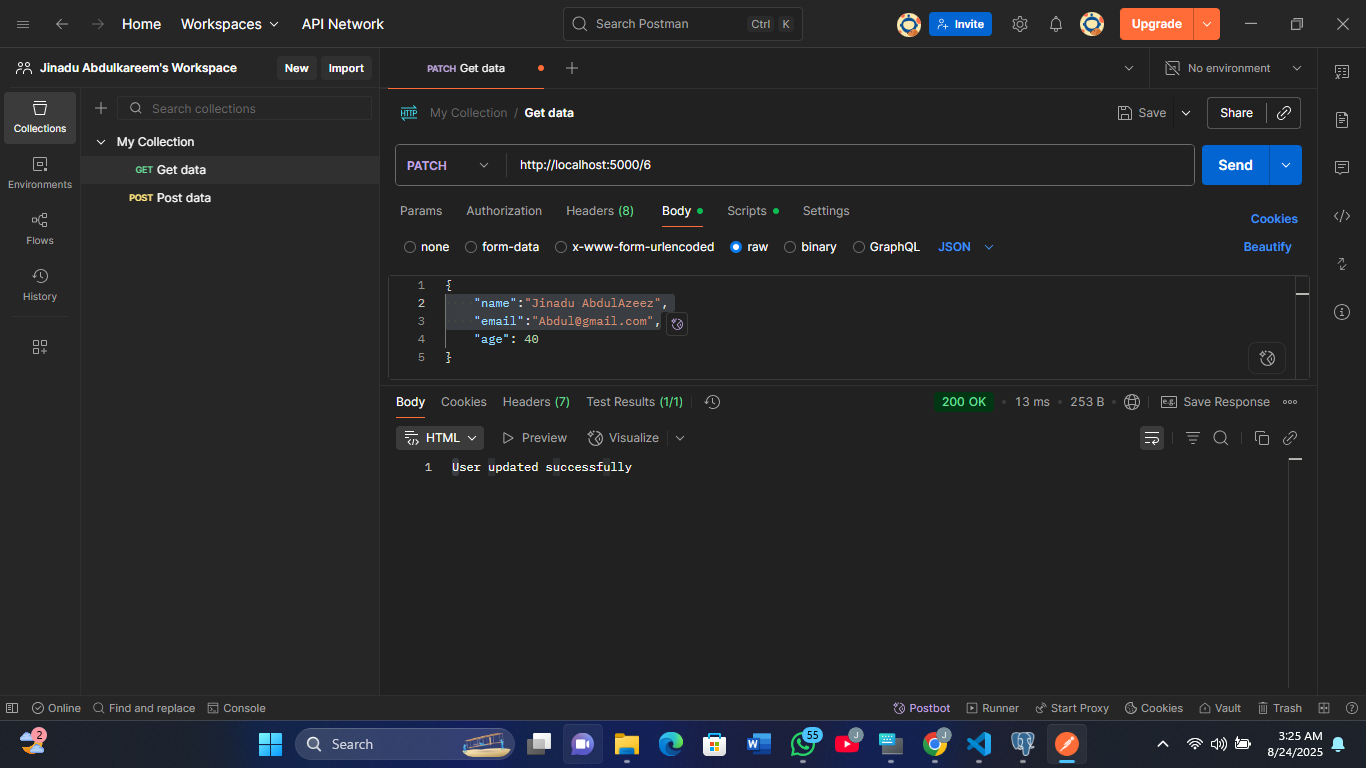 Home Workspaces API Network Search Postman Ctrl K Invite Upgrade
Jinadu Abdulkareem's Workspace New Import PATCH Get data No environment
Search collections
Collections
My Collection
GET Get data
POST Post data
Environments
Flows
History
HTTP My Collection / Get data Save Share
PATCH http://localhost:5000/6 Send
Params Authorization Headers (8) Body Scripts Settings Cookies
none form-data x-www-form-urlencoded raw binary GraphQL JSON Beautify
1 {
2 "name":"Jinadu AbdulAzeez",
3 "email":"Abdul@gmail.com",
4 "age": 40
5 }
Body Cookies Headers (7) Test Results (1/1) 200 OK 13 ms 253 B e.g. Save Response
HTML Preview Visualize
1 User updated successfully
Online Find and replace Console Postbot Runner Start Proxy Cookies Vault Trash
2 Search 55 J J 3:25 AM
8/24/2025